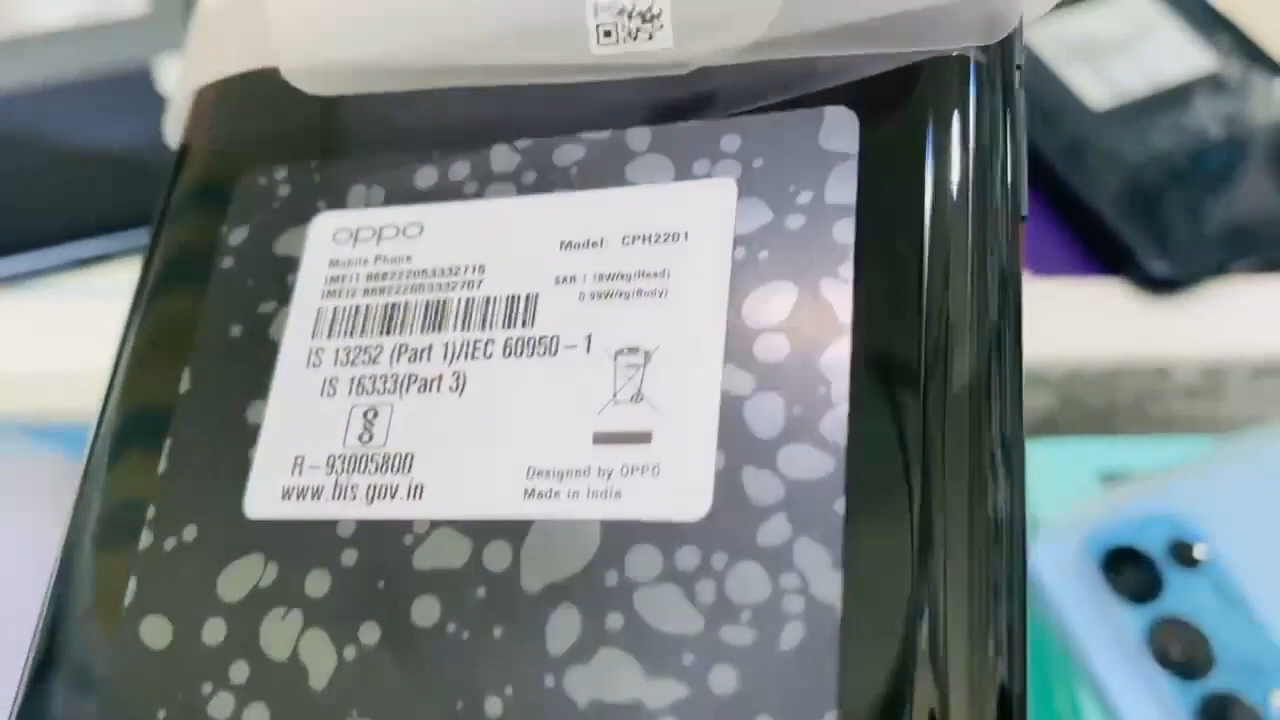 oppo
Model: CPH2201
Mobile Phone
IMEI1 868222053332715
IMEI2 868222053332707
SAR 1.18W/kg(Head)
0.99W/kg(Body)
IS 13252 (Part 1)/IEC 60950-1
IS 16333(Part 3)
R-93005800
www.bis.gov.in
Designed by OPPO
Made in India